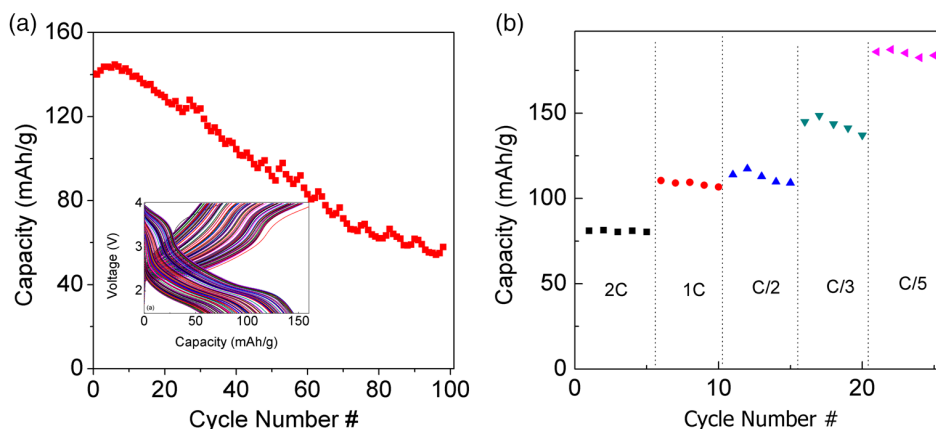 (a)
160
120
80
40
0
Capacity (mAh/g)
0 20 40 60 80 100
Cycle Number #
4
3
2
Voltage (V)
(a)
0 50 100 150
Capacity (mAh/g)
(b)
150
100
50
0
Capacity (mAh/g)
2C 1C C/2 C/3 C/5
0 10 20
Cycle Number #